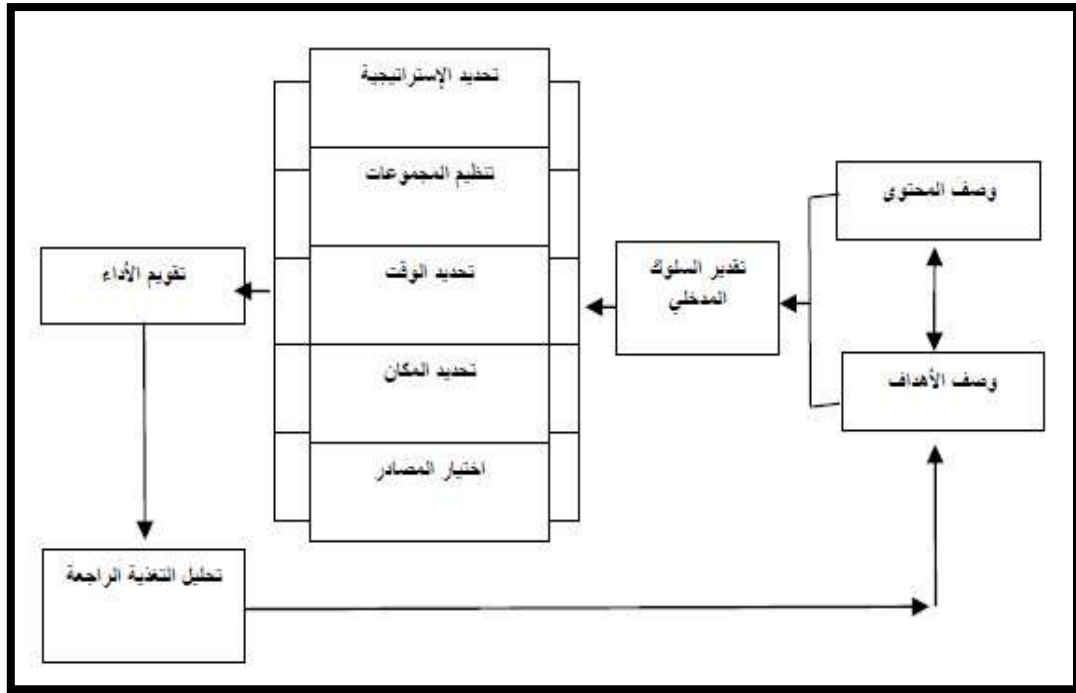 وصف المحتوى
وصف الأهداف
تقدير السلوك
المدخلي
تحديد الإستراتيجية
تنظيم المجموعات
تحديد الوقت
تحديد المكان
اختيار المصادر
تقويم الأداء
تحليل التغذية الراجعة